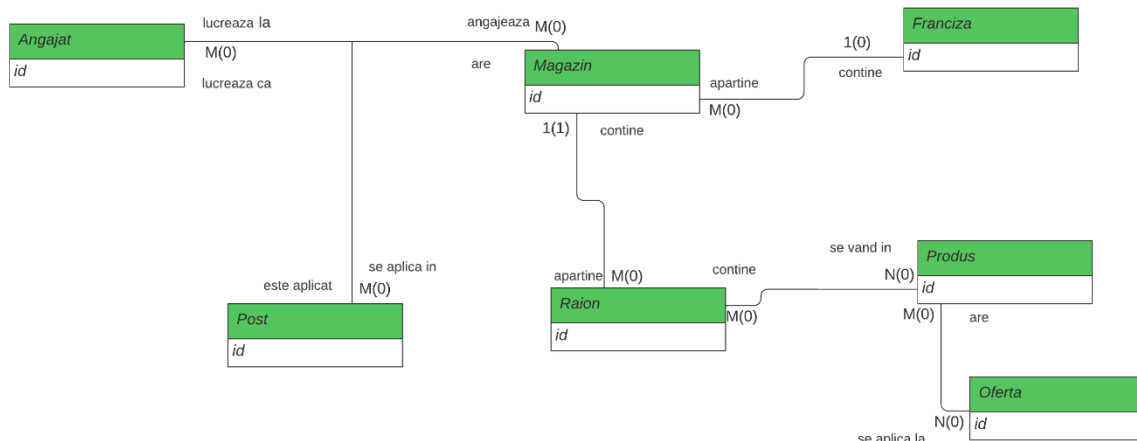 lucreaza la
angajeaza
M(0)
1(0)
Franciza
id
Angajat
id
M(0)
lucreaza ca
are
Magazin
id
apartine
M(0)
contine
1(1)
contine
se aplica in
este aplicat
M(0)
Post
id
apartine
M(0)
Raion
id
contine
M(0)
se vand in
N(0)
Produs
id
M(0)
are
Oferta
id
N(0)
se aplica la